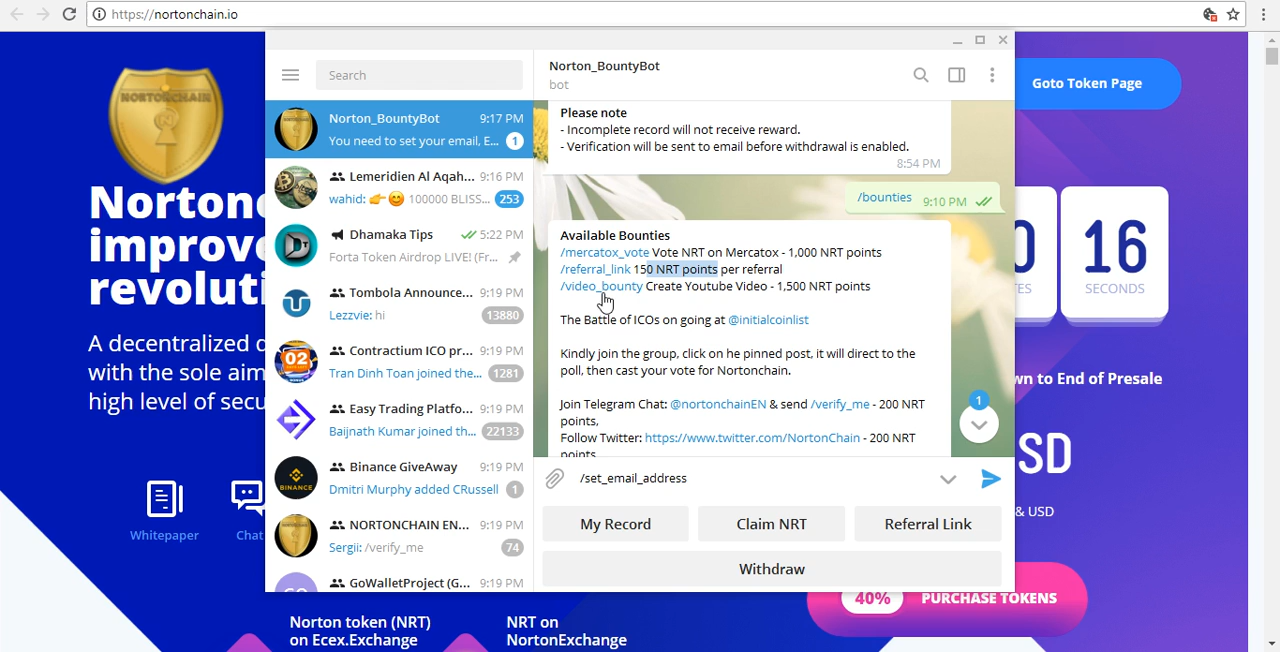 https://nortonchain.io
NORTONCHAIN
Norton
improve
revoluti
A decentralized
with the sole aim
high level of secu
Whitepaper
Chat
Norton token (NRT)
on Ecex.Exchange
NRT on
NortonExchange
Search
Norton_BountyBot 9:17 PM
You need to set your email, E... 1
Lemeridien Al Aqah... 9:16 PM
wahid: 👉 😊 100000 BLISS... 253
Dhamaka Tips 5:22 PM
Forta Token Airdrop LIVE! (Fr...
Tombola Announce... 9:19 PM
Lezzvie: hi 13880
Contractium ICO pr... 9:19 PM
Tran Dinh Toan joined the... 1281
Easy Trading Platfo... 9:19 PM
Baijnath Kumar joined th... 22133
BINANCE
Binance GiveAway 9:19 PM
Dmitri Murphy added CRussell 1
NORTONCHAIN EN... 9:19 PM
Sergii: /verify_me 74
GoWalletProject (G... 9:19 PM
Norton_BountyBot
bot
Please note
- Incomplete record will not receive reward.
- Verification will be sent to email before withdrawal is enabled.
8:54 PM
/bounties 9:10 PM
Available Bounties
/mercatox_vote Vote NRT on Mercatox - 1,000 NRT points
/referral_link 150 NRT points per referral
/video_bounty Create Youtube Video - 1,500 NRT points
The Battle of ICOs on going at @initialcoinlist
Kindly join the group, click on he pinned post, it will direct to the
poll, then cast your vote for Nortonchain.
Join Telegram Chat: @nortonchainEN & send /verify_me - 200 NRT
points,
Follow Twitter: https://www.twitter.com/NortonChain - 200 NRT
points
1
/set_email_address
My Record
Claim NRT
Referral Link
Withdraw
Goto Token Page
0
16
TES
SECONDS
wn to End of Presale
SD
& USD
40% PURCHASE TOKENS